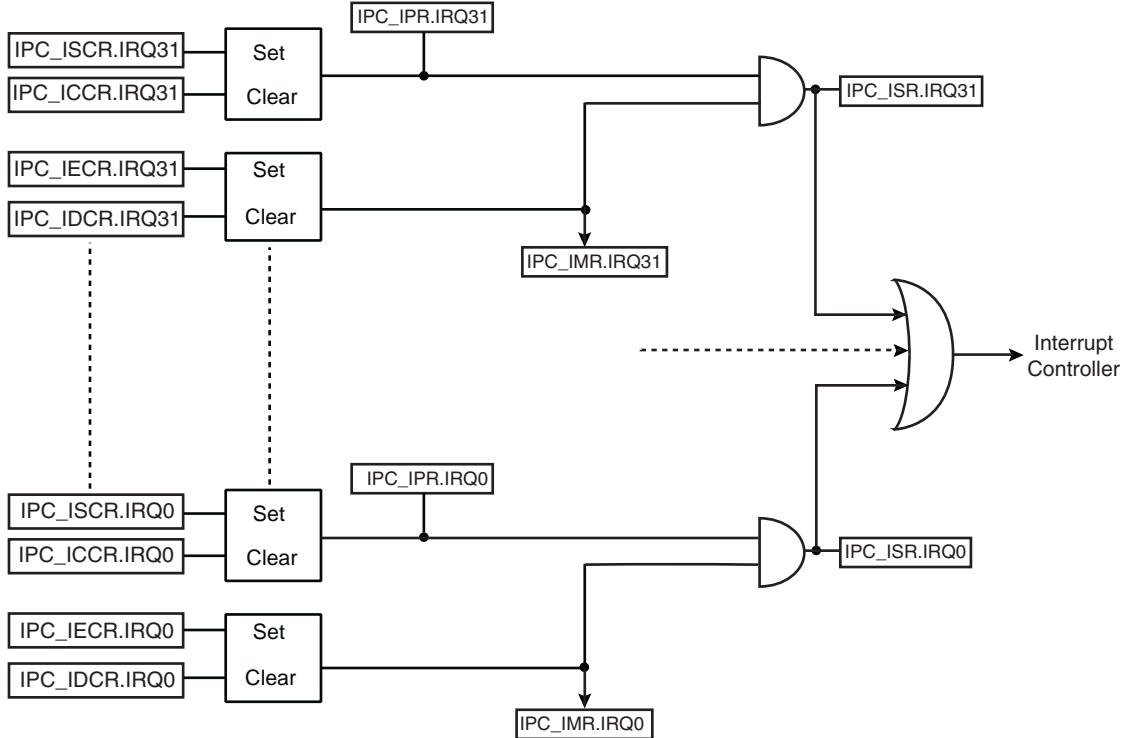 IPC_IPR.IRQ31
IPC_ISCR.IRQ31
Set
IPC_ICCR.IRQ31
Clear
IPC_ISR.IRQ31
IPC_IECR.IRQ31
Set
IPC_IDCR.IRQ31
Clear
IPC_IMR.IRQ31
Interrupt
Controller
IPC_IPR.IRQ0
IPC_ISCR.IRQ0
Set
IPC_ICCR.IRQ0
Clear
IPC_ISR.IRQ0
IPC_IECR.IRQ0
Set
IPC_IDCR.IRQ0
Clear
IPC_IMR.IRQ0